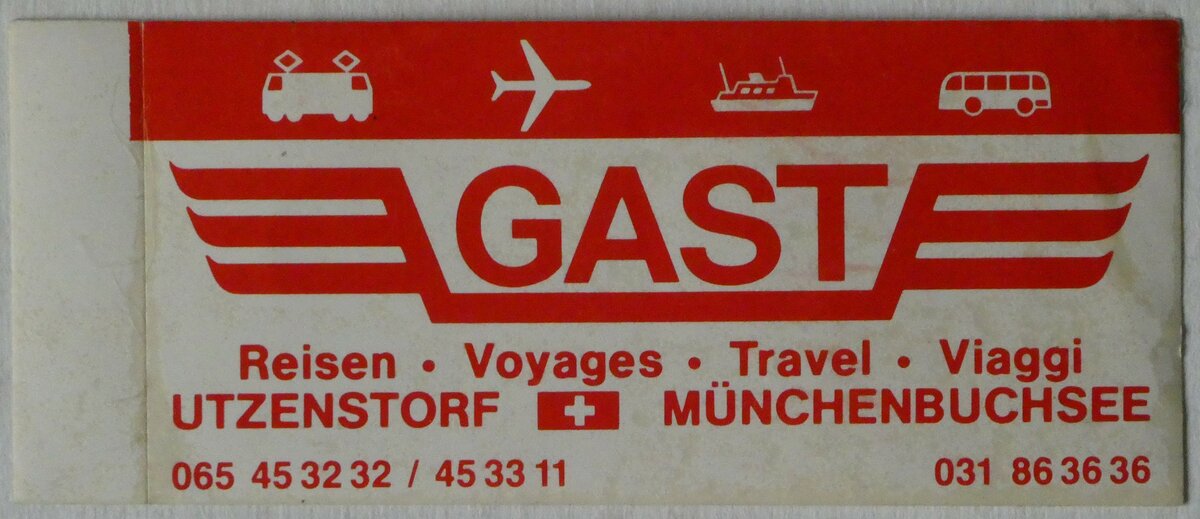 GAST
Reisen · Voyages · Travel · Viaggi
UTZENSTORF MÜNCHENBUCHSEE
065 45 32 32 / 45 33 11 031 86 36 36